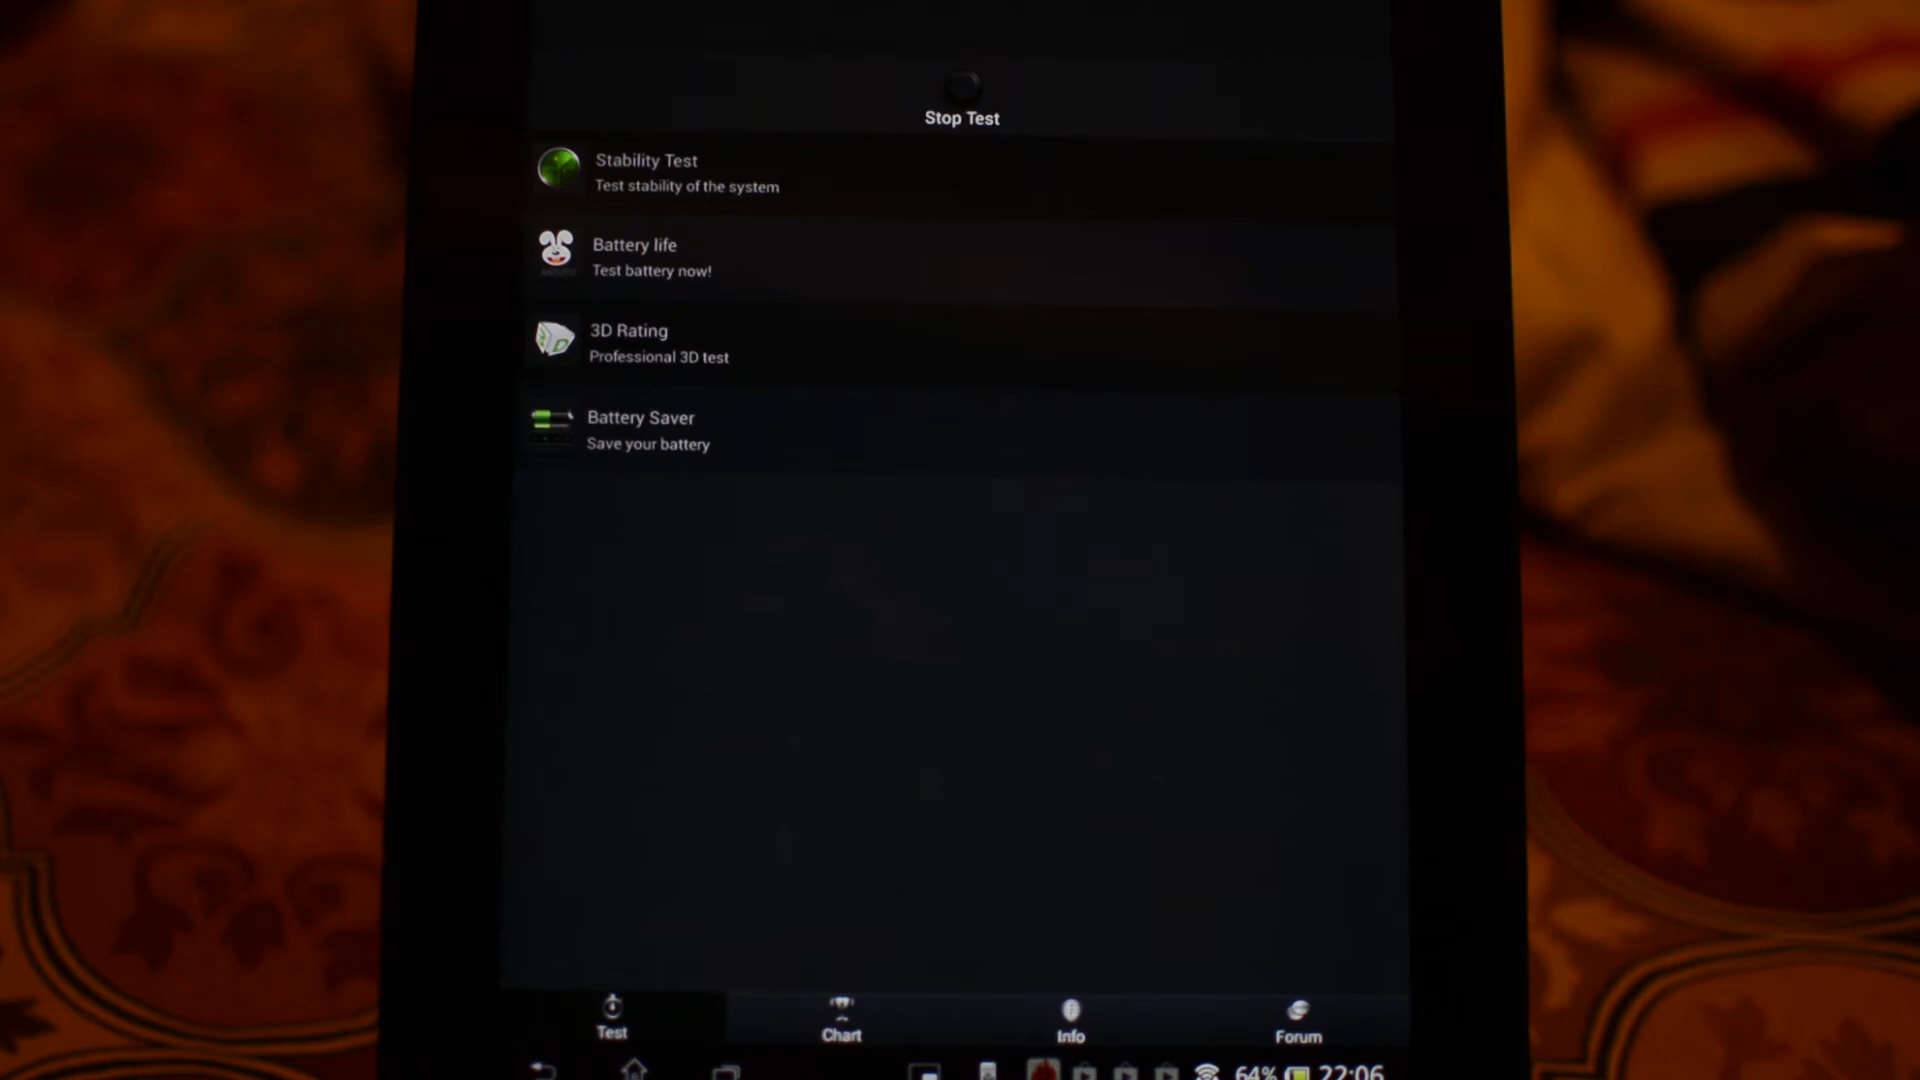 Stop Test
Stability Test
Test stability of the system
Battery life
Test battery now!
3D Rating
Professional 3D test
Battery Saver
Save your battery
Test
Chart
Info
Forum
64%
22:06